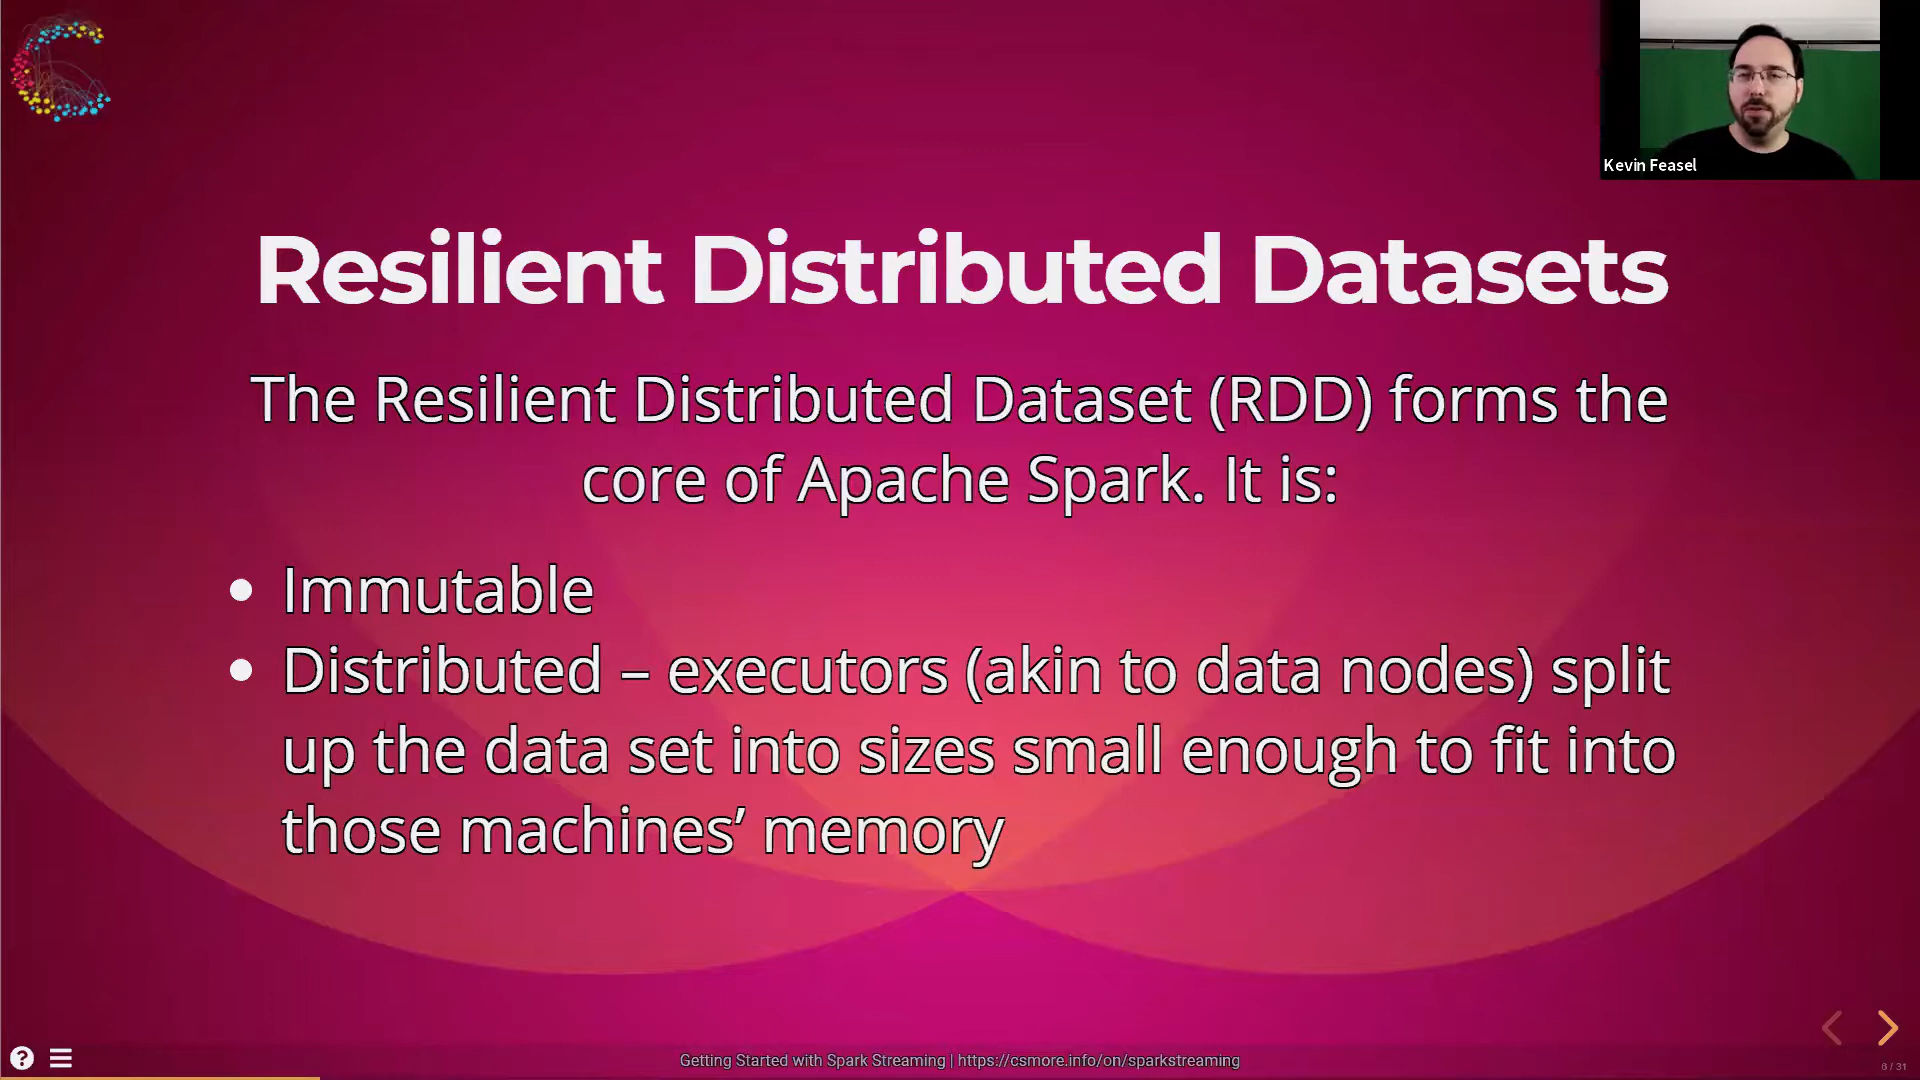 Kevin Feasel
Resilient Distributed Datasets
The Resilient Distributed Dataset (RDD) forms the
core of Apache Spark. It is:
• Immutable
• Distributed – executors (akin to data nodes) split
up the data set into sizes small enough to fit into
those machines’ memory
Getting Started with Spark Streaming | https://csmore.info/on/sparkstreaming
6 / 31